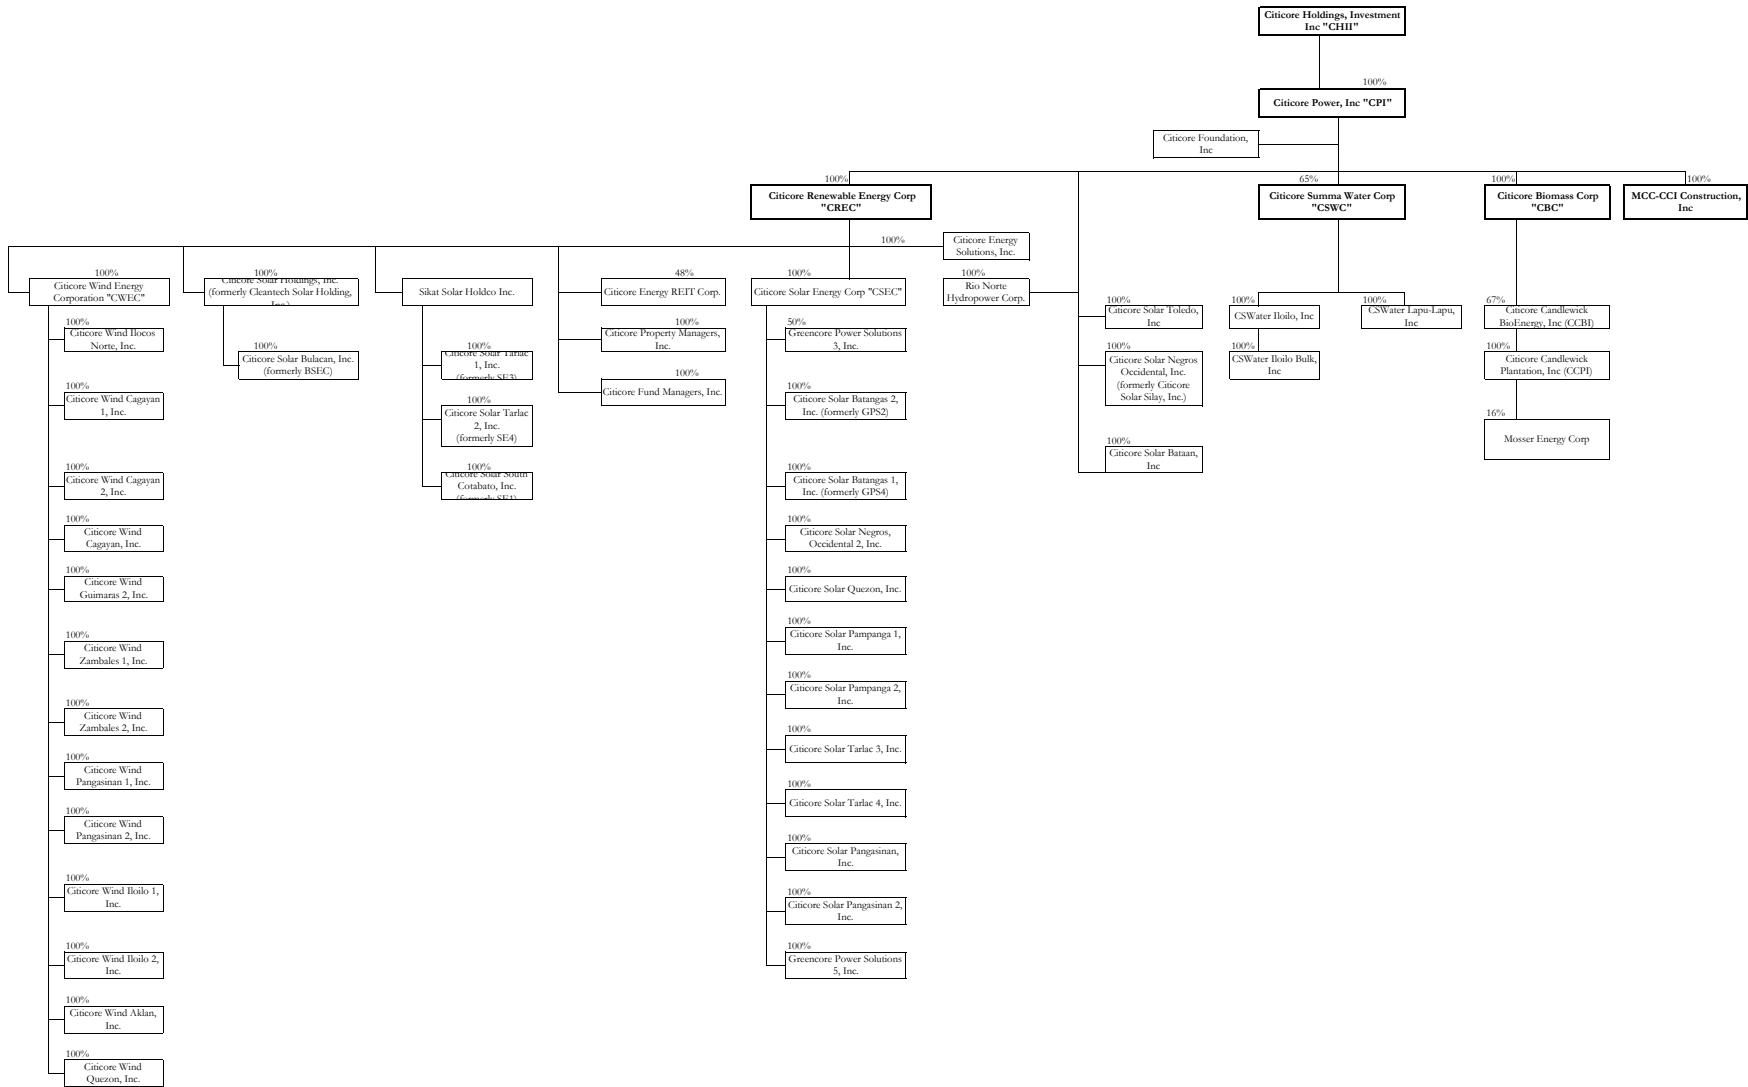 Citicore Holdings, Investment
Inc "CHII"
100%
Citicore Power, Inc "CPI"
Citicore Foundation,
Inc
100%
Citicore Renewable Energy Corp
"CREC"
65%
Citicore Summa Water Corp
"CSWC"
100%
Citicore Biomass Corp
"CBC"
100%
MCC-CCI Construction,
Inc
100%
Citicore Energy
Solutions, Inc.
100%
Citicore Wind Energy
Corporation "CWEC"
100%
Citicore Solar Holdings, Inc.
(formerly Cleantech Solar Holding,
Inc.)
Sikat Solar Holdco Inc.
48%
Citicore Energy REIT Corp.
100%
Citicore Solar Energy Corp "CSEC"
100%
Rio Norte
Hydropower Corp.
100%
Citicore Wind Ilocos
Norte, Inc.
100%
Citicore Wind Cagayan
1, Inc.
100%
Citicore Wind Cagayan
2, Inc.
100%
Citicore Wind
Cagayan, Inc.
100%
Citicore Wind
Guimaras 2, Inc.
100%
Citicore Wind
Zambales 1, Inc.
100%
Citicore Wind
Zambales 2, Inc.
100%
Citicore Wind
Pangasinan 1, Inc.
100%
Citicore Wind
Pangasinan 2, Inc.
100%
Citicore Wind Iloilo 1,
Inc.
100%
Citicore Wind Iloilo 2,
Inc.
100%
Citicore Wind Aklan,
Inc.
100%
Citicore Wind
Quezon, Inc.
100%
Citicore Solar Bulacan, Inc.
(formerly BSEC)
100%
Citicore Solar Tarlac
1, Inc.
(formerly SE3)
100%
Citicore Solar Tarlac
2, Inc.
(formerly SE4)
100%
Citicore Solar South
Cotabato, Inc.
(formerly SE1)
100%
Citicore Property Managers,
Inc.
100%
Citicore Fund Managers, Inc.
50%
Greencore Power Solutions
3, Inc.
100%
Citicore Solar Batangas 2,
Inc. (formerly GPS2)
100%
Citicore Solar Batangas 1,
Inc. (formerly GPS4)
100%
Citicore Solar Negros,
Occidental 2, Inc.
100%
Citicore Solar Quezon, Inc.
100%
Citicore Solar Pampanga 1,
Inc.
100%
Citicore Solar Pampanga 2,
Inc.
100%
Citicore Solar Tarlac 3, Inc.
100%
Citicore Solar Tarlac 4, Inc.
100%
Citicore Solar Pangasinan,
Inc.
100%
Citicore Solar Pangasinan 2,
Inc.
100%
Greencore Power Solutions
5, Inc.
100%
Citicore Solar Toledo,
Inc
100%
Citicore Solar Negros
Occidental, Inc.
(formerly Citicore
Solar Silay, Inc.)
100%
Citicore Solar Bataan,
Inc
100%
CSWater Iloilo, Inc
100%
CSWater Iloilo Bulk,
Inc
100%
CSWater Lapu-Lapu,
Inc
67%
Citicore Candlewick
BioEnergy, Inc (CCBI)
100%
Citicore Candlewick
Plantation, Inc (CCPI)
16%
Mosser Energy Corp